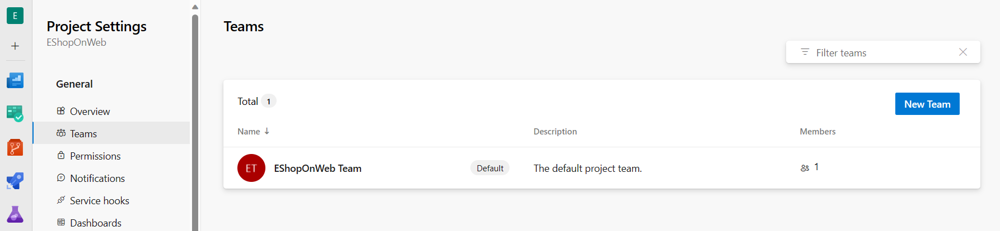 E
Project Settings
EShopOnWeb
General
Overview
Teams
Permissions
Notifications
Service hooks
Dashboards
Teams
Filter teams
Total 1
New Team
Name ↓ Description Members
ET EShopOnWeb Team Default The default project team. 1